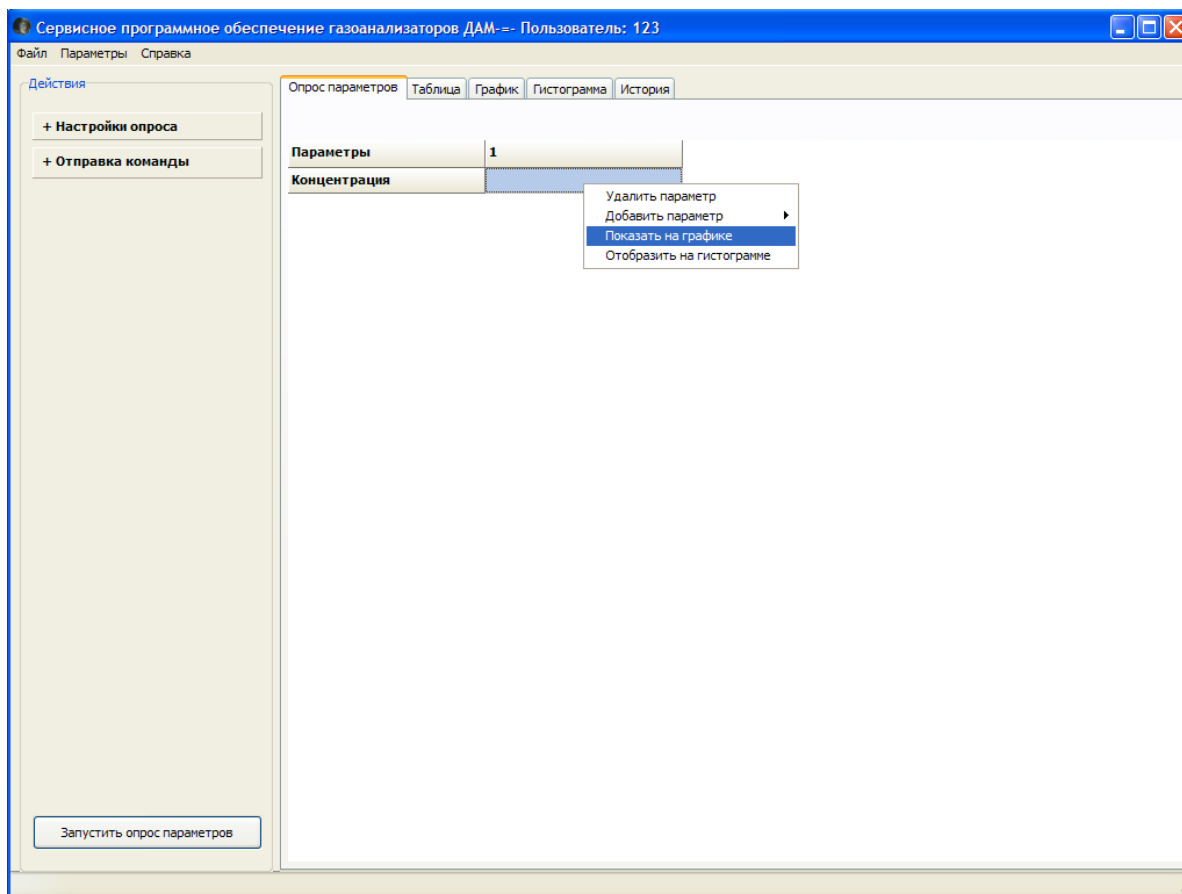 Сервисное программное обеспечение газоанализаторов ДАМ-=- Пользователь: 123
Файл Параметры Справка
Действия
+ Настройки опроса
+ Отправка команды
Опрос параметров Таблица График Гистограмма История
Параметры 1
Концентрация
Удалить параметр
Добавить параметр
Показать на графике
Отобразить на гистограмме
Запустить опрос параметров